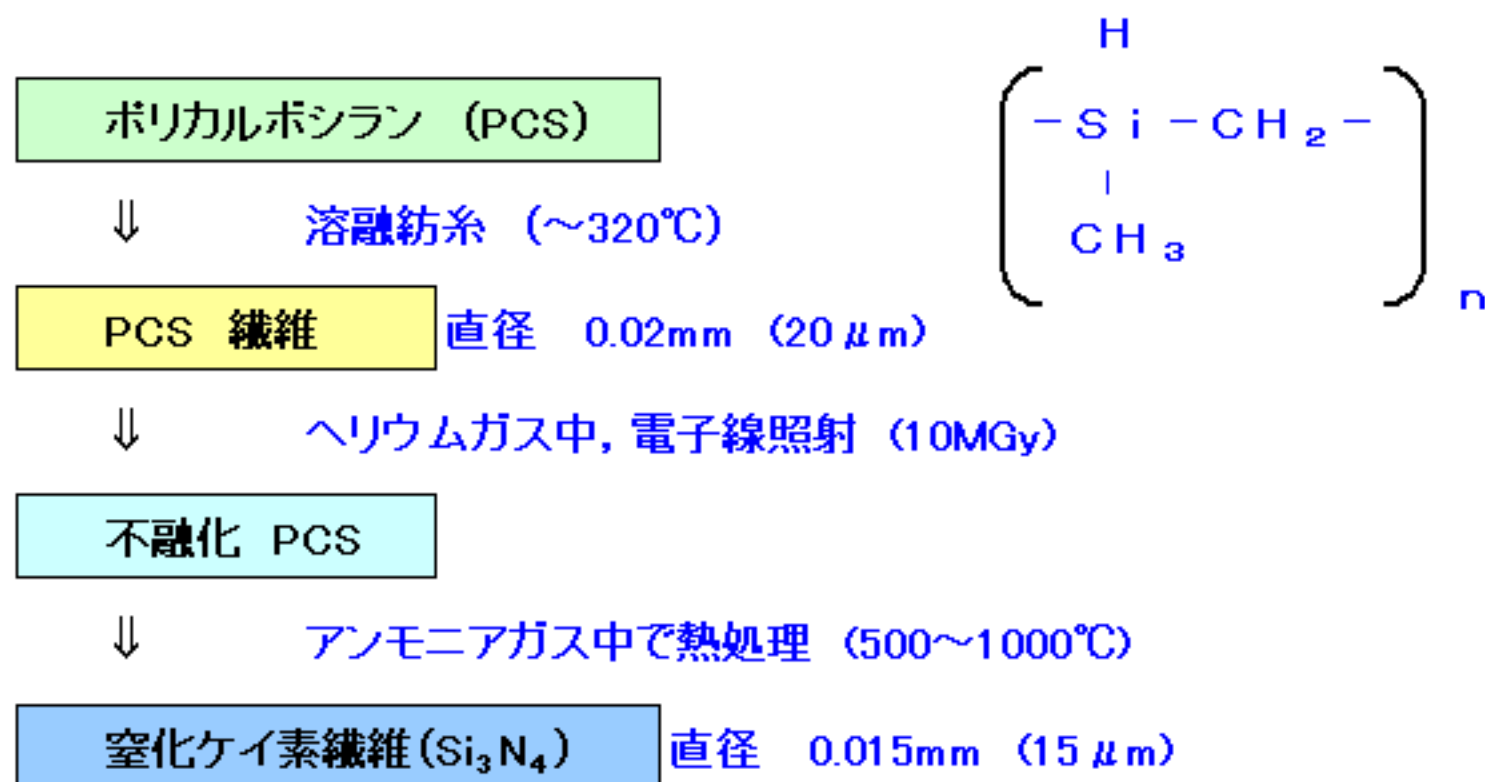 ポリカルボシラン (PCS)
⇓ 溶融紡糸 (～320℃)
PCS 繊維 直径 0.02mm (20μm)
⇓ ヘリウムガス中, 電子線照射 (10MGy)
不融化 PCS
⇓ アンモニアガス中で熱処理 (500～1000℃)
窒化ケイ素繊維(Si₃N₄) 直径 0.015mm (15μm)
H
－Si－CH₂－
CH₃
n